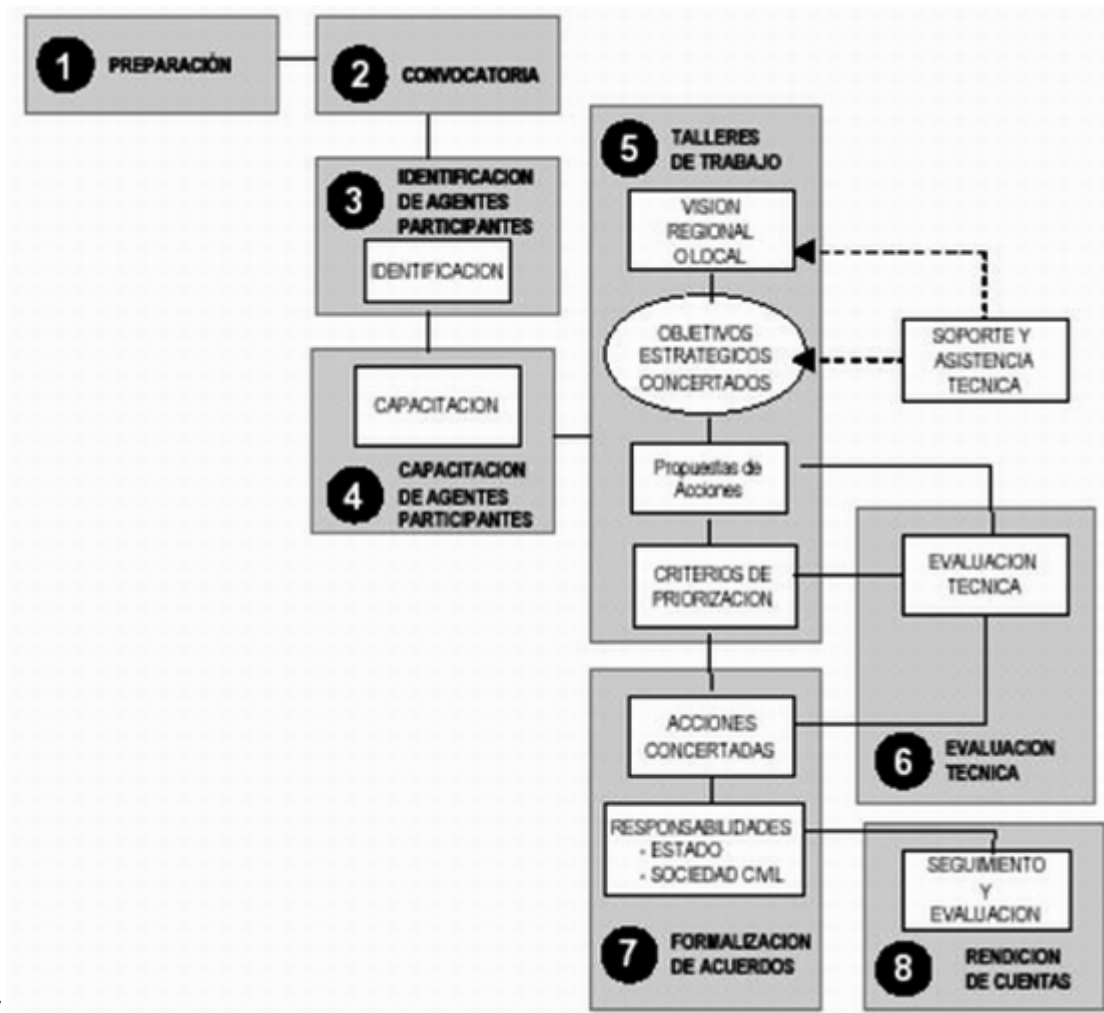 1 PREPARACIÓN
2 CONVOCATORIA
3 IDENTIFICACION
DE AGENTES
PARTICIPANTES
IDENTIFICACION
CAPACITACION
4 CAPACITACION
DE AGENTES
PARTICIPANTES
5 TALLERES
DE TRABAJO
VISION
REGIONAL
O LOCAL
OBJETIVOS
ESTRATEGICOS
CONCERTADOS
SOPORTE Y
ASISTENCIA
TECNICA
Propuestas de
Acciones
CRITERIOS DE
PRIORIZACION
EVALUACION
TECNICA
6 EVALUACION
TECNICA
ACCIONES
CONCERTADAS
RESPONSABILIDADES
- ESTADO
- SOCIEDAD CIVIL
7 FORMALIZACION
DE ACUERDOS
SEGUIMIENTO
Y
EVALUACION
8 RENDICION
DE CUENTAS